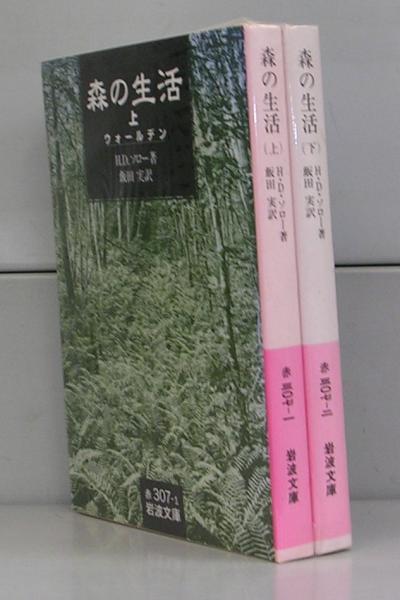 森の生活
上
ウォールデン
H.D.ソロー著
飯田 実訳
赤 307-1
岩波文庫
森の生活(上)
H・D・ソロー著
飯田 実訳
赤 三〇七-一
岩波文庫
森の生活(下)
H・D・ソロー著
飯田 実訳
赤 三〇七-二
岩波文庫